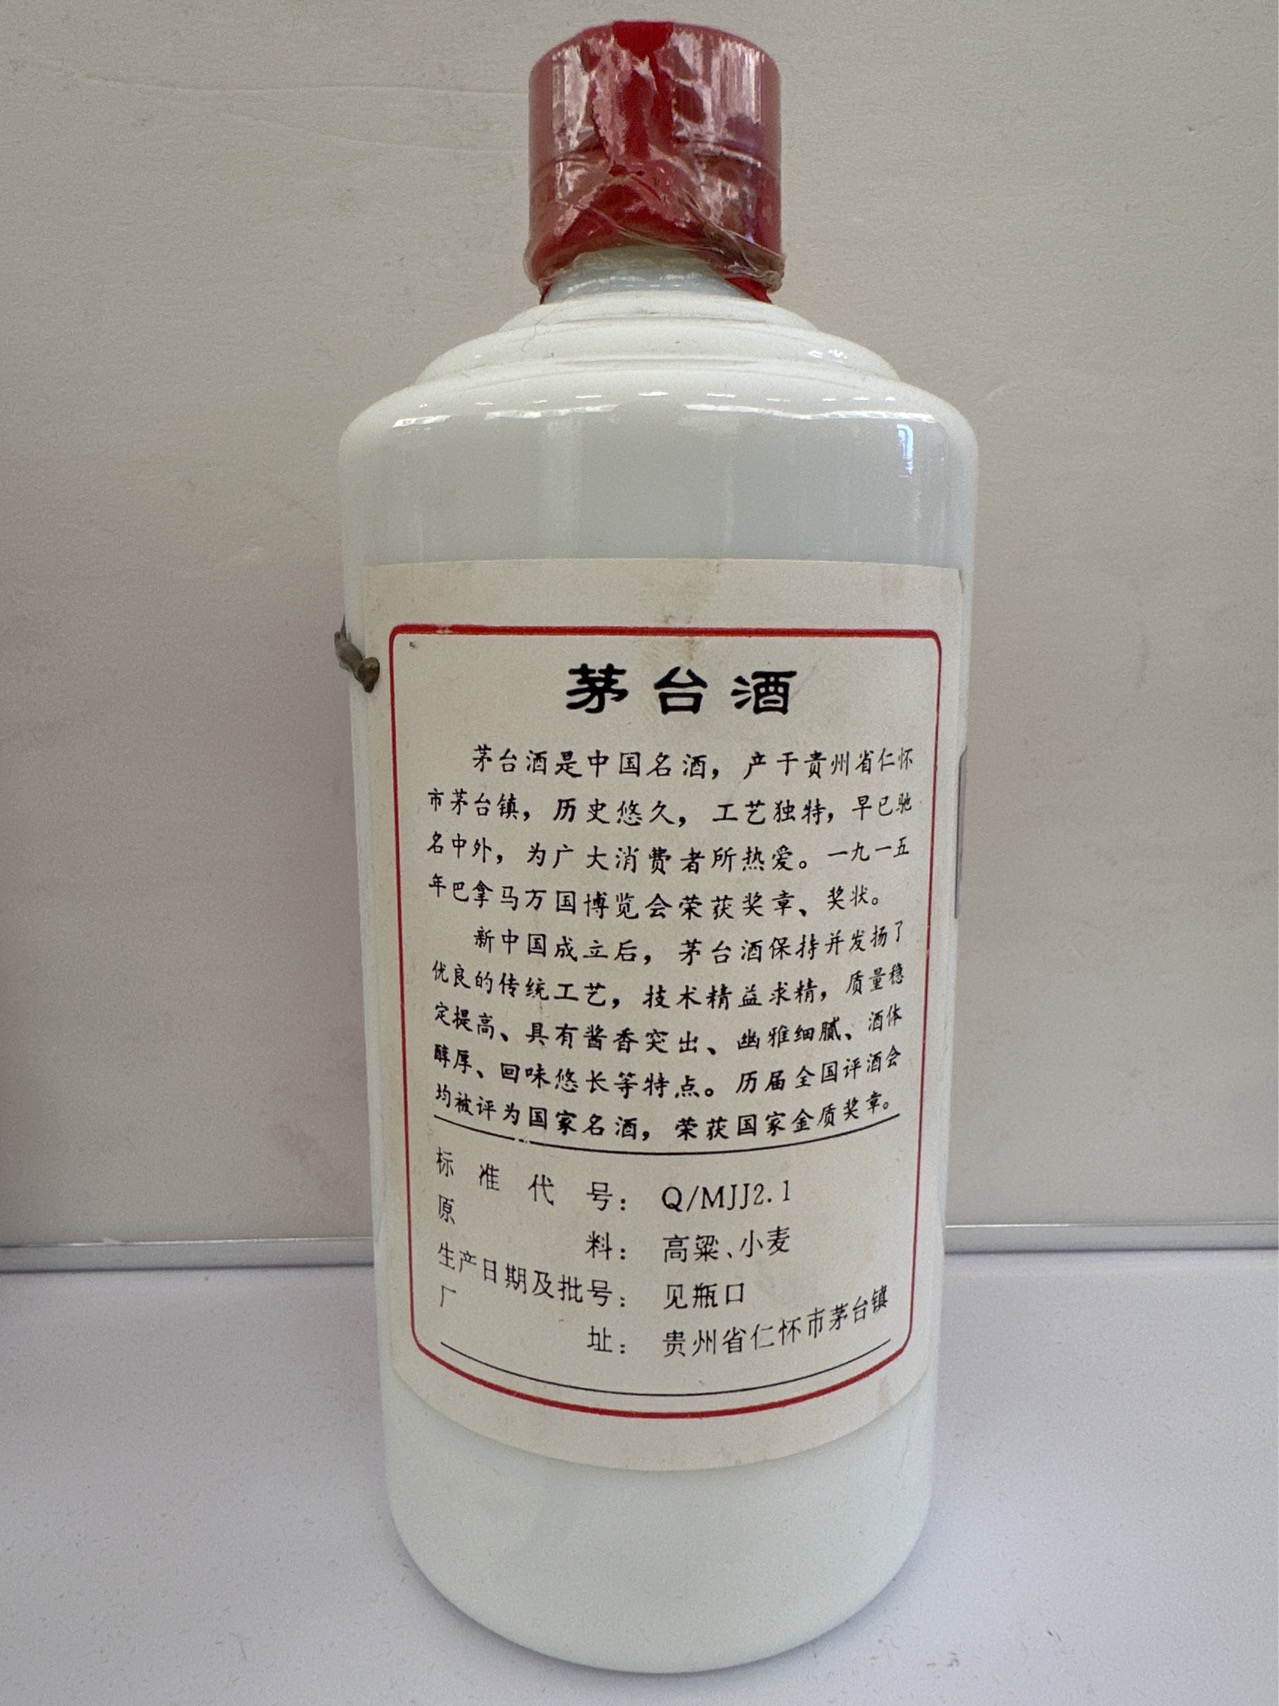 茅台酒
茅台酒是中国名酒，产于贵州省仁怀
市茅台镇，历史悠久，工艺独特，早已驰
名中外，为广大消费者所热爱。一九一五
年巴拿马万国博览会荣获奖章、奖状。
新中国成立后，茅台酒保持并发扬了
优良的传统工艺，技术精益求精，质量稳
定提高、具有酱香突出、幽雅细腻、酒体
醇厚、回味悠长等特点。历届全国评酒会
均被评为国家名酒，荣获国家金质奖章。
标准代号：Q/MJJ2.1
原料：高粱、小麦
生产日期及批号：见瓶口
厂址：贵州省仁怀市茅台镇